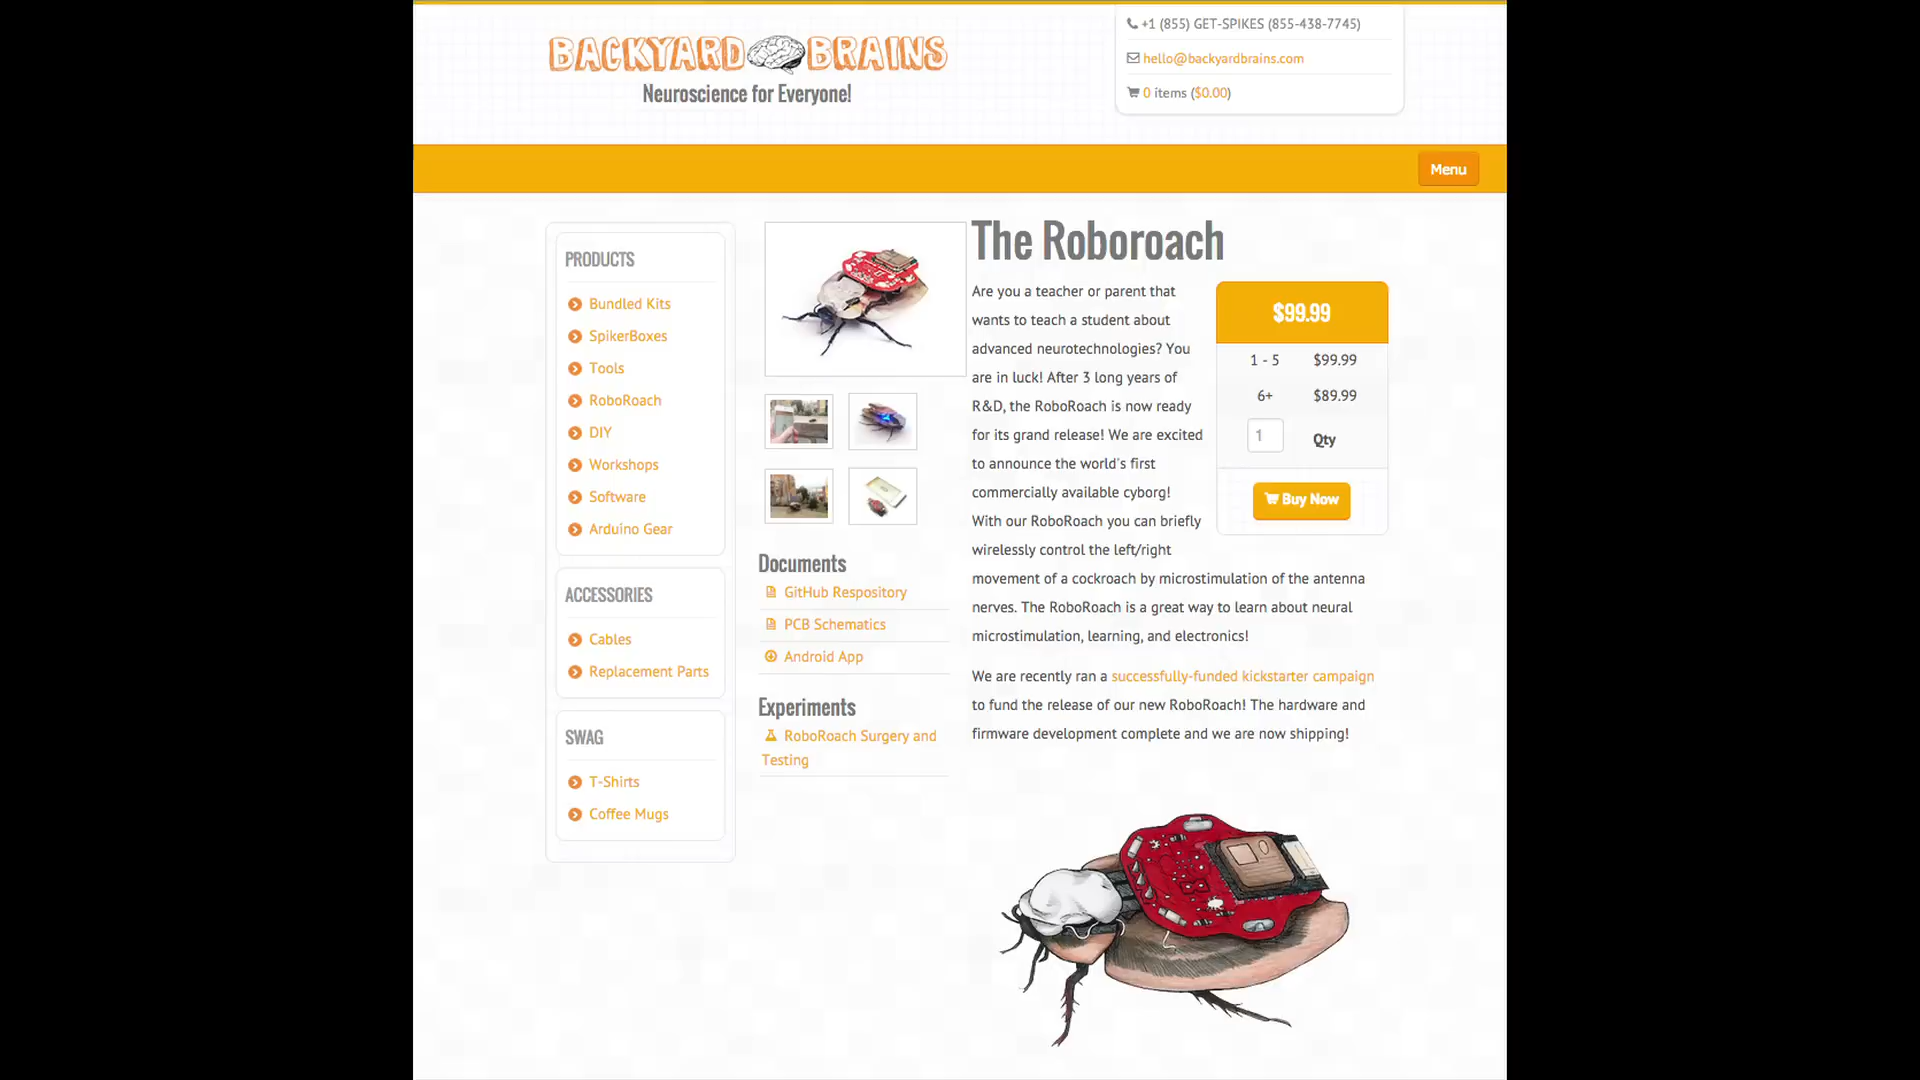 +1 (855) GET-SPIKES (855-438-7745)
BACKYARD BRAINS
hello@backyardbrains.com
Neuroscience for Everyone!
0 items ($0.00)
Menu
PRODUCTS
Bundled Kits
SpikerBoxes
Tools
RoboRoach
DIY
Workshops
Software
Arduino Gear
ACCESSORIES
Cables
Replacement Parts
SWAG
T-Shirts
Coffee Mugs
Documents
GitHub Respository
PCB Schematics
Android App
Experiments
RoboRoach Surgery and
Testing
The Roboroach
Are you a teacher or parent that
wants to teach a student about
advanced neurotechnologies? You
are in luck! After 3 long years of
R&D, the RoboRoach is now ready
for its grand release! We are excited
to announce the world's first
commercially available cyborg!
With our RoboRoach you can briefly
wirelessly control the left/right
movement of a cockroach by microstimulation of the antenna
nerves. The RoboRoach is a great way to learn about neural
microstimulation, learning, and electronics!
We are recently ran a successfully-funded kickstarter campaign
to fund the release of our new RoboRoach! The hardware and
firmware development complete and we are now shipping!
$99.99
1 - 5 $99.99
6+ $89.99
1 Qty
Buy Now